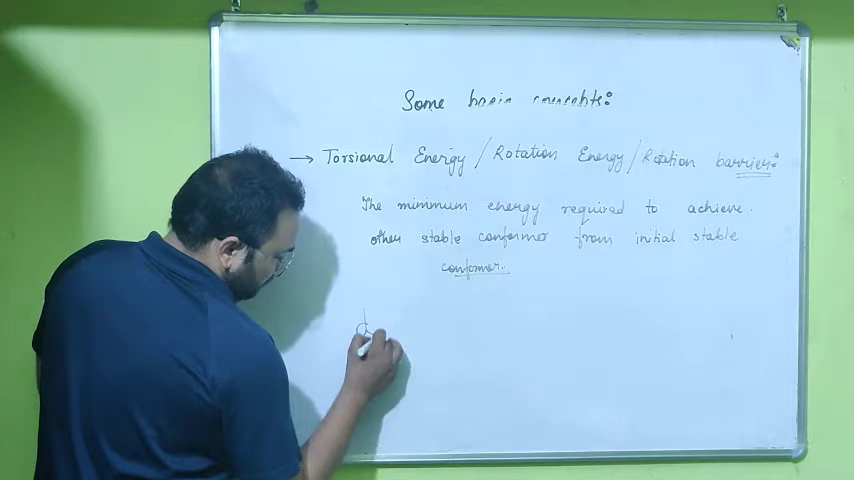 Some basic concepts:
→ Torsional Energy/Rotation Energy/Rotation barrier:
The minimum energy required to achieve.
other stable conformer from initial stable
conformer.